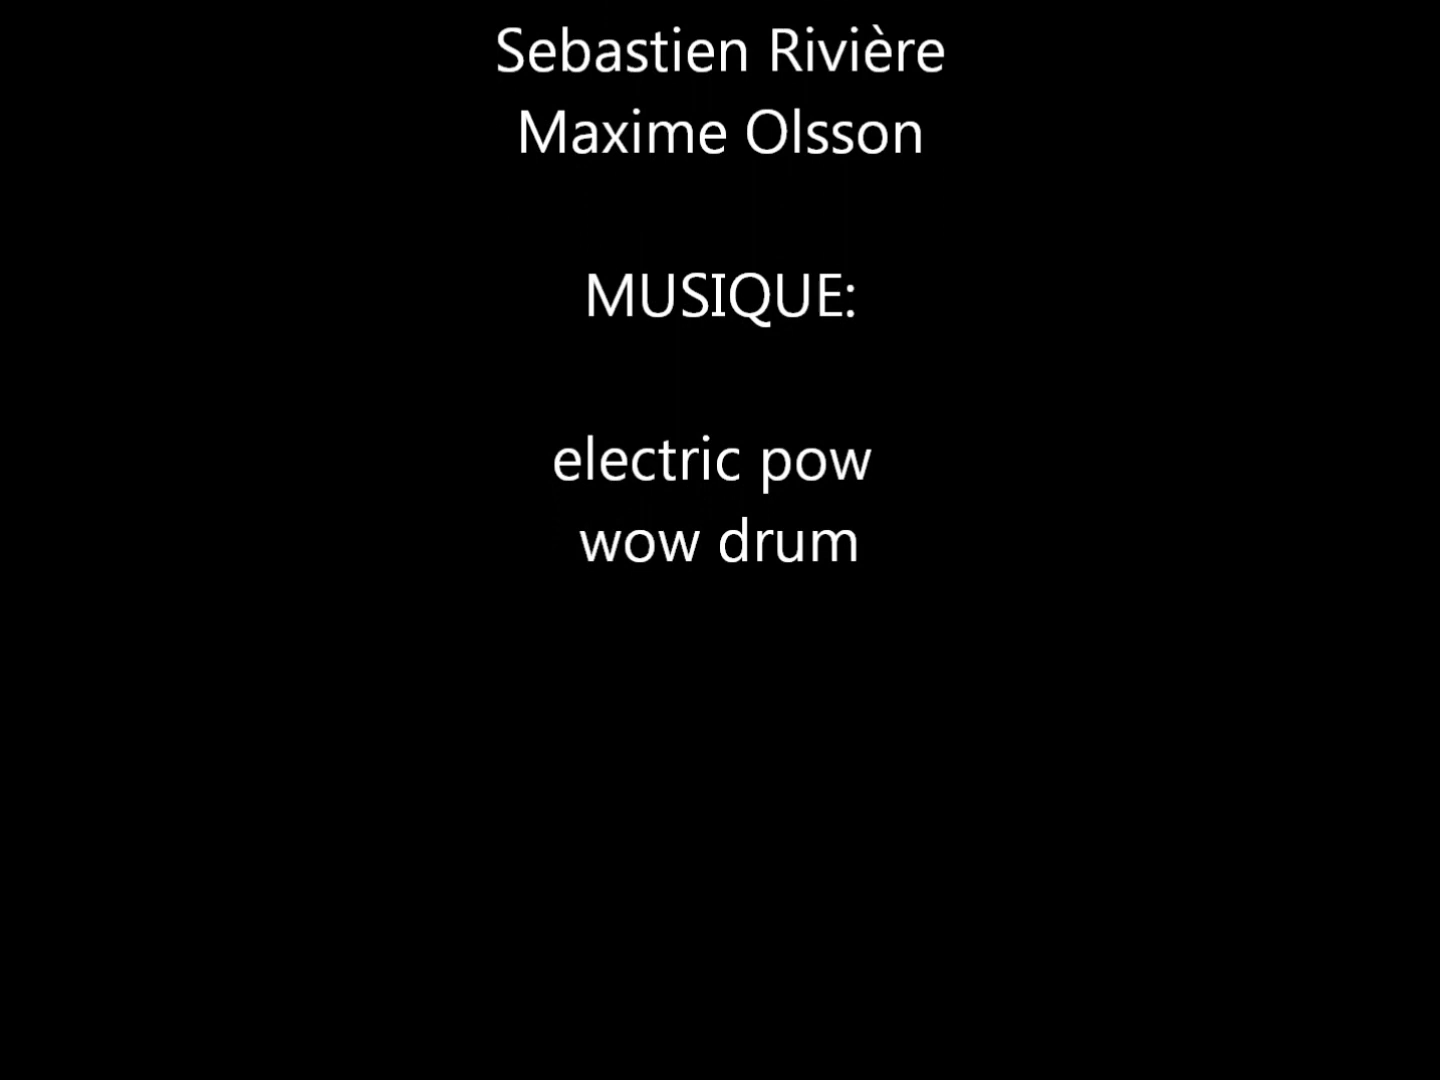 Sebastien Rivière
Maxime Olsson
MUSIQUE:
electric pow
wow drum